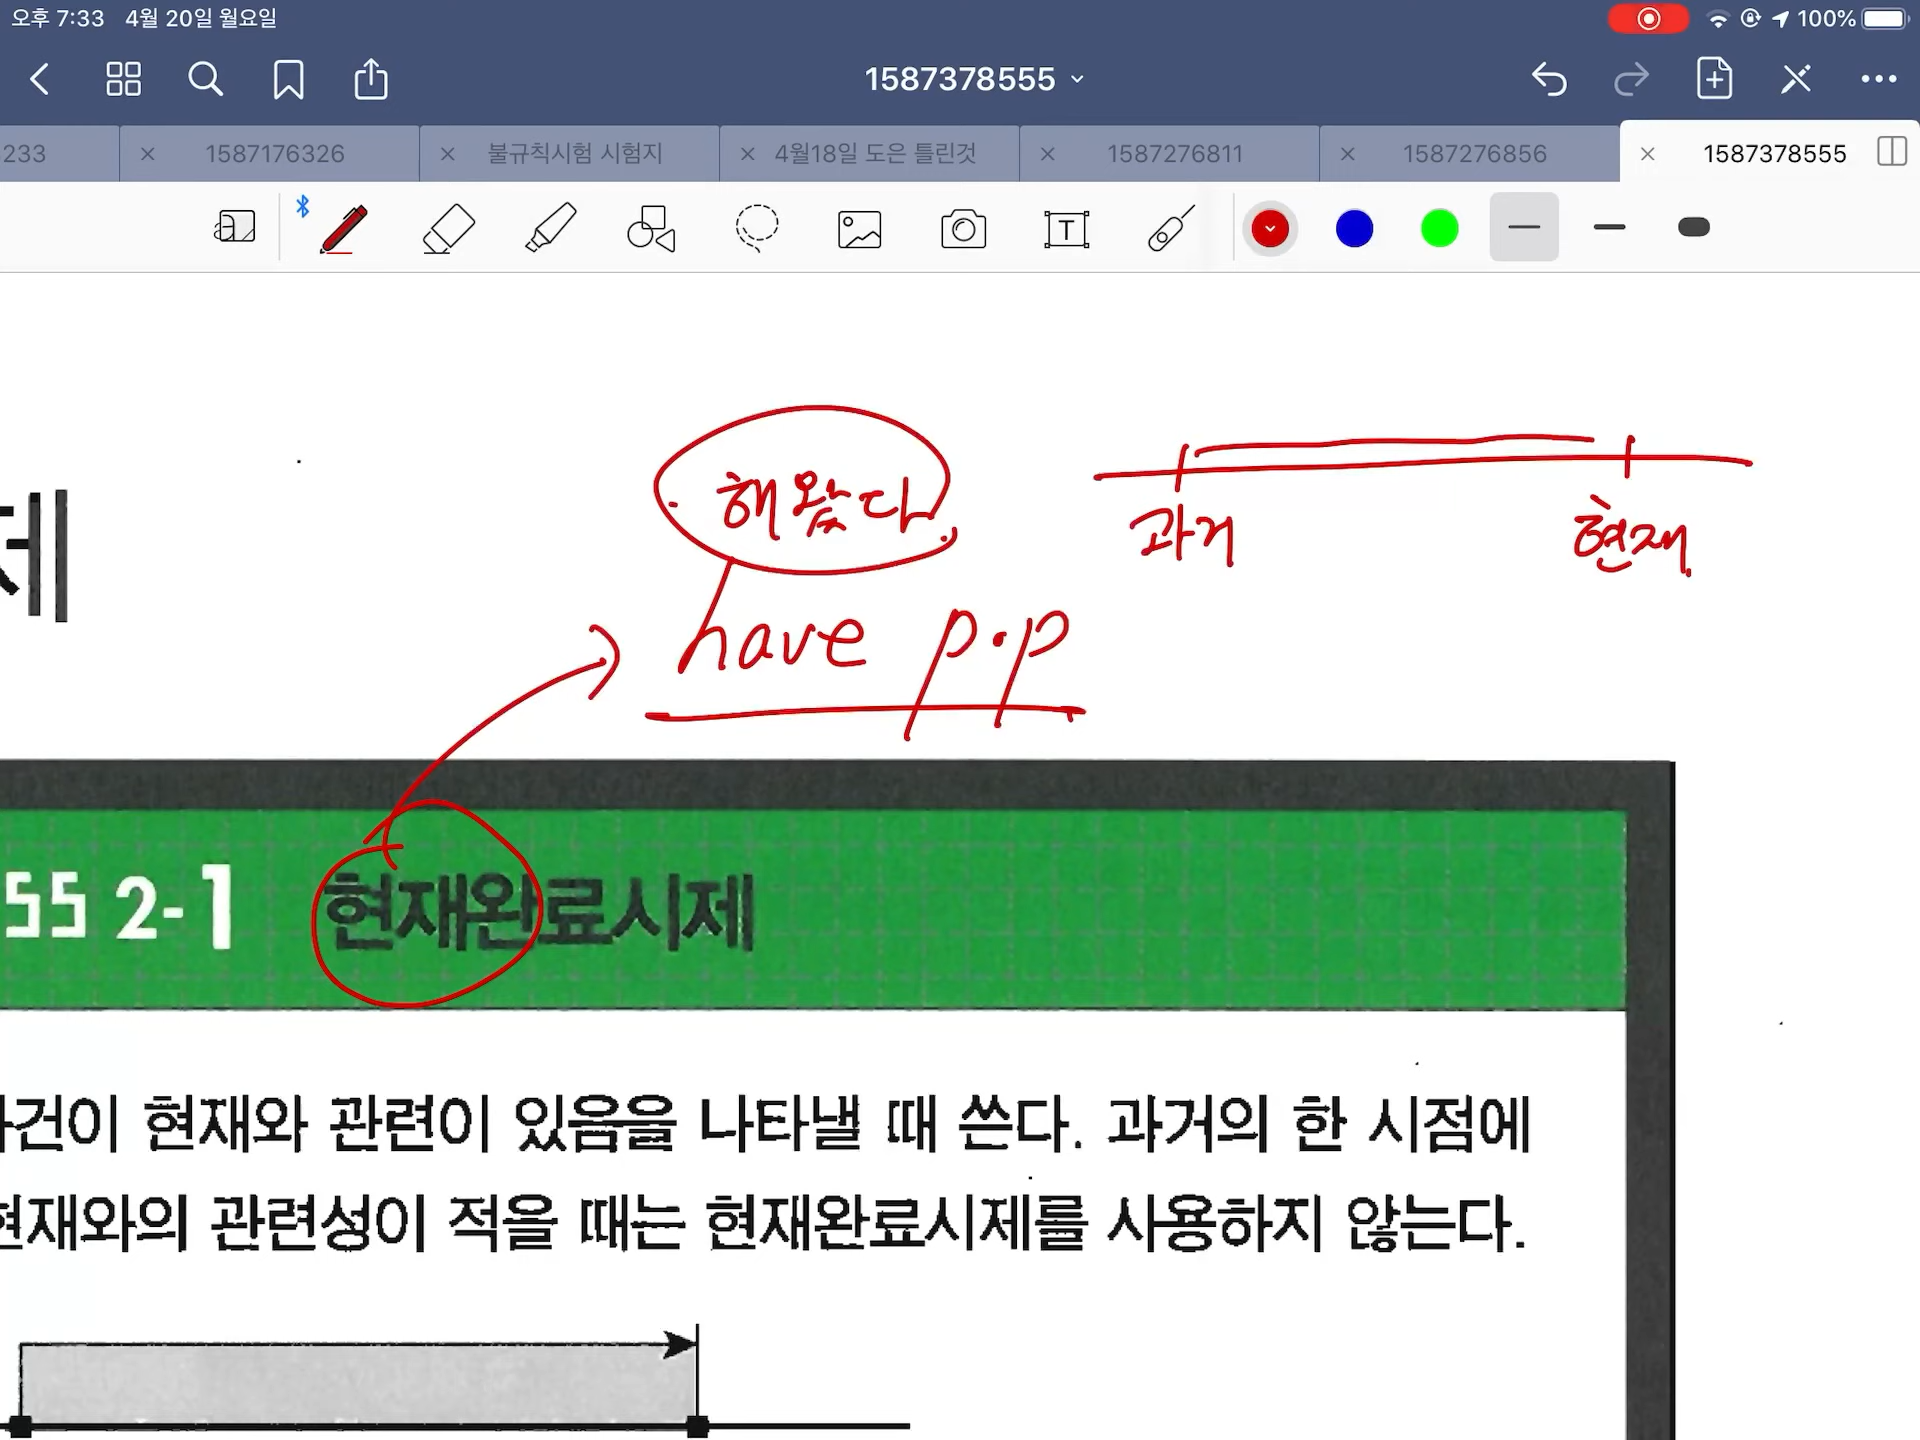 오후 7:33 4월 20일 월요일
100%
1587378555
233
1587176326
불규칙시험 시험지
4월18일 도은 틀린것
1587276811
1587276856
1587378555
T
해왔다.
과거
현재
have p.p
제
55 2-1 현재완료시제
사건이 현재와 관련이 있음을 나타낼 때 쓴다. 과거의 한 시점에
현재와의 관련성이 적을 때는 현재완료시제를 사용하지 않는다.